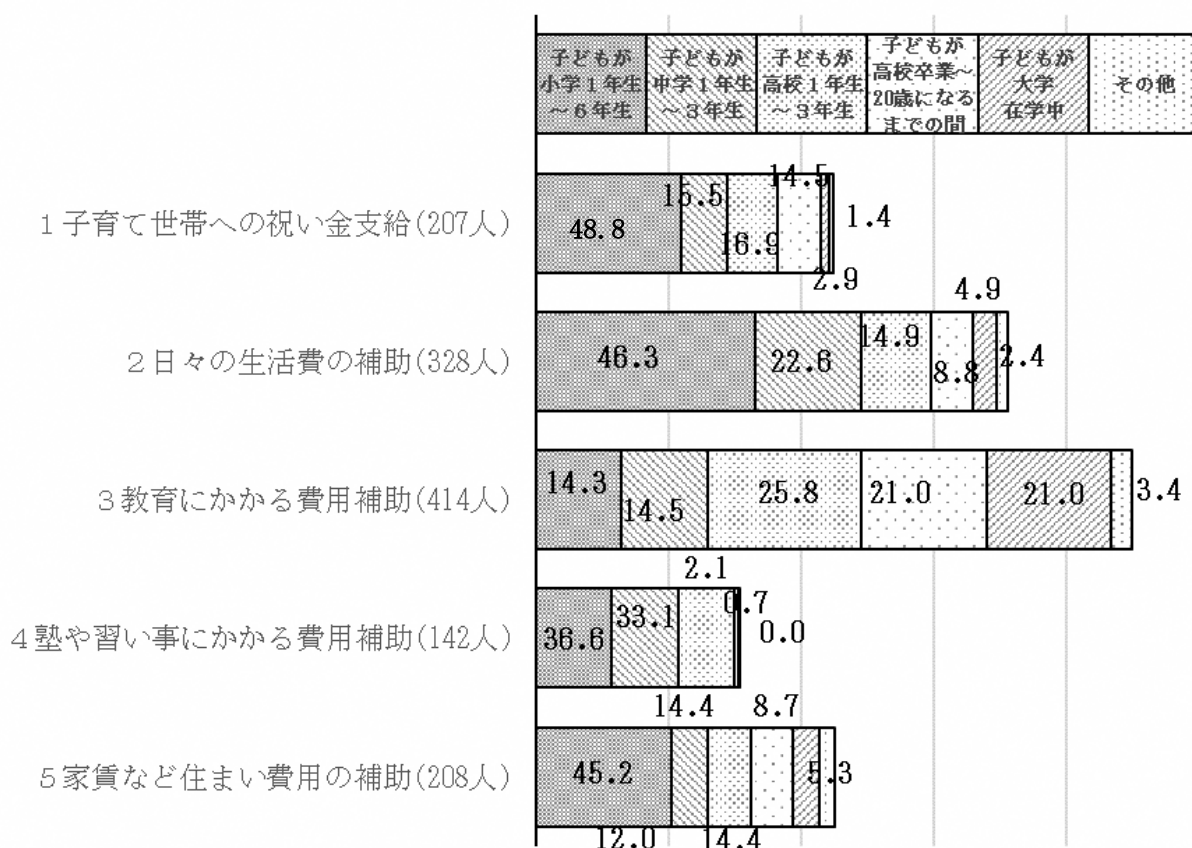 子どもが
小学１年生
～６年生
子どもが
中学１年生
～３年生
子どもが
高校１年生
～３年生
子どもが
高校卒業～
20歳になる
までの間
子どもが
大学
在学中
その他
１子育て世帯への祝い金支給(207人)
48.8
15.5
16.9
14.5
2.9
1.4
２日々の生活費の補助(328人)
46.3
22.6
14.9
8.8
4.9
2.4
３教育にかかる費用補助(414人)
14.3
14.5
25.8
21.0
21.0
3.4
４塾や習い事にかかる費用補助(142人)
36.6
33.1
2.1
0.7
0.0
５家賃など住まい費用の補助(208人)
45.2
12.0
14.4
14.4
8.7
5.3